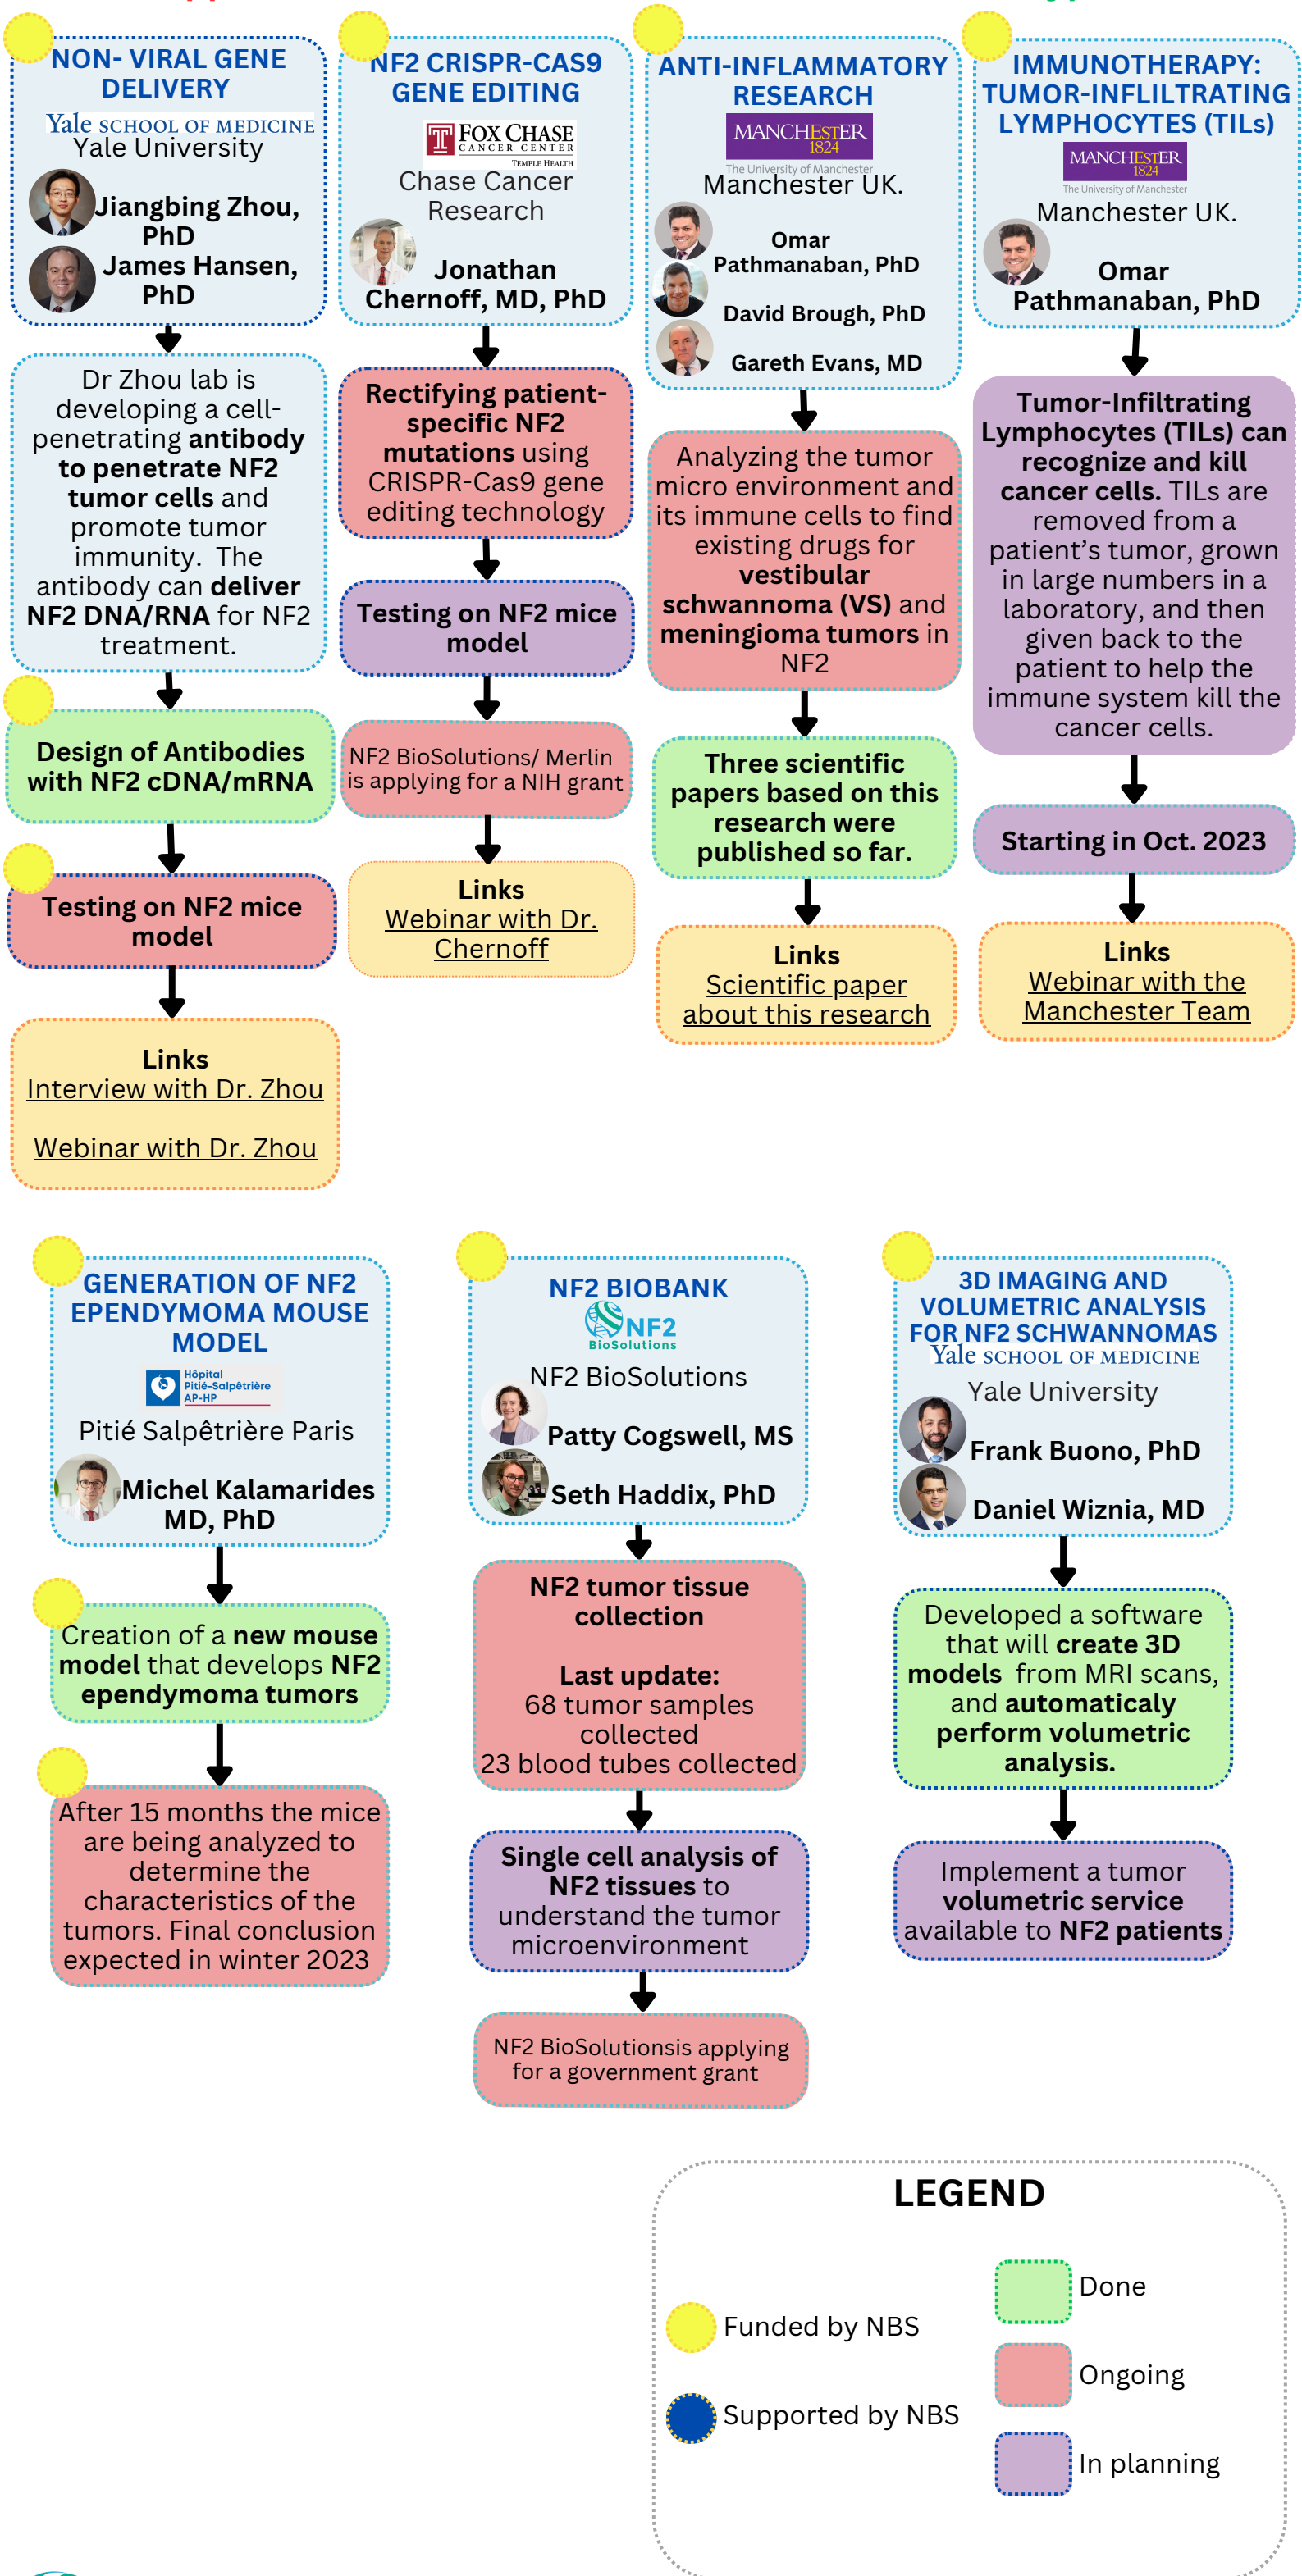 NON- VIRAL GENE
DELIVERY
Yale SCHOOL OF MEDICINE
Yale University
Jiangbing Zhou,
PhD
James Hansen,
PhD
Dr Zhou lab is
developing a cell-
penetrating antibody
to penetrate NF2
tumor cells and
promote tumor
immunity. The
antibody can deliver
NF2 DNA/RNA for NF2
treatment.
Design of Antibodies
with NF2 cDNA/mRNA
Testing on NF2 mice
model
Links
Interview with Dr. Zhou
Webinar with Dr. Zhou
NF2 CRISPR-CAS9
GENE EDITING
FOX CHASE
CANCER CENTER
TEMPLE HEALTH
Chase Cancer
Research
Jonathan
Chernoff, MD, PhD
Rectifying patient-
specific NF2
mutations using
CRISPR-Cas9 gene
editing technology
Testing on NF2 mice
model
NF2 BioSolutions/ Merlin
is applying for a NIH grant
Links
Webinar with Dr.
Chernoff
ANTI-INFLAMMATORY
RESEARCH
MANCHESTER
1824
The University of Manchester
Manchester UK.
Omar
Pathmanaban, PhD
David Brough, PhD
Gareth Evans, MD
Analyzing the tumor
micro environment and
its immune cells to find
existing drugs for
vestibular
schwannoma (VS) and
meningioma tumors in
NF2
Three scientific
papers based on this
research were
published so far.
Links
Scientific paper
about this research
IMMUNOTHERAPY:
TUMOR-INFLILTRATING
LYMPHOCYTES (TILs)
MANCHESTER
1824
The University of Manchester
Manchester UK.
Omar
Pathmanaban, PhD
Tumor-Infiltrating
Lymphocytes (TILs) can
recognize and kill
cancer cells. TILs are
removed from a
patient’s tumor, grown
in large numbers in a
laboratory, and then
given back to the
patient to help the
immune system kill the
cancer cells.
Starting in Oct. 2023
Links
Webinar with the
Manchester Team
GENERATION OF NF2
EPENDYMOMA MOUSE
MODEL
Hôpital
Pitié-Salpêtrière
AP-HP
Pitié Salpêtrière Paris
Michel Kalamarides
MD, PhD
Creation of a new mouse
model that develops NF2
ependymoma tumors
After 15 months the mice
are being analyzed to
determine the
characteristics of the
tumors. Final conclusion
expected in winter 2023
NF2 BIOBANK
NF2
BioSolutions
NF2 BioSolutions
Patty Cogswell, MS
Seth Haddix, PhD
NF2 tumor tissue
collection
Last update:
68 tumor samples
collected
23 blood tubes collected
Single cell analysis of
NF2 tissues to
understand the tumor
microenvironment
NF2 BioSolutionsis applying
for a government grant
3D IMAGING AND
VOLUMETRIC ANALYSIS
FOR NF2 SCHWANNOMAS
Yale SCHOOL OF MEDICINE
Yale University
Frank Buono, PhD
Daniel Wiznia, MD
Developed a software
that will create 3D
models from MRI scans,
and automaticaly
perform volumetric
analysis.
Implement a tumor
volumetric service
available to NF2 patients
LEGEND
Funded by NBS
Supported by NBS
Done
Ongoing
In planning